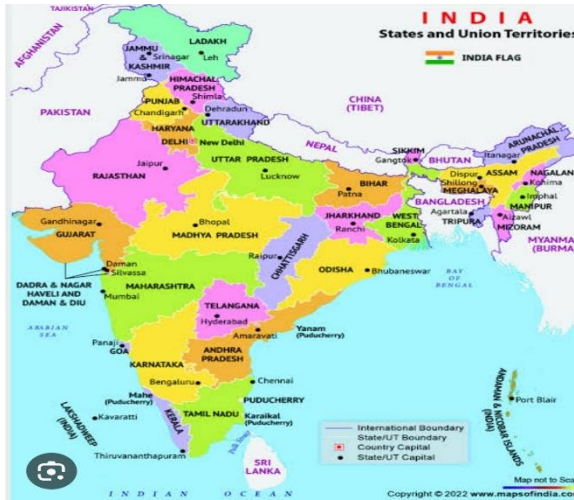 TAJIKISTAN
INDIA
States and Union Territories
INDIA FLAG
AFGHANISTAN
LADAKH
Leh
JAMMU
&
KASHMIR
Srinagar
Jammu
HIMACHAL
PRADESH
Shimla
PUNJAB
Chandigarh
Dehradun
UTTARAKHAND
PAKISTAN
CHINA
(TIBET)
HARYANA
DELHI
New Delhi
NEPAL
SIKKIM
Gangtok
BHUTAN
ARUNACHAL
PRADESH
Itanagar
RAJASTHAN
Jaipur
UTTAR PRADESH
Lucknow
BIHAR
Patna
ASSAM
Dispur
Shillong
MEGHALAYA
NAGALAN
Kohima
Imphal
MANIPUR
BANGLADESH
Agartala
TRIPURA
Aizawl
MIZORAM
MYANMA
(BURMA
Gandhinagar
GUJARAT
Bhopal
MADHYA PRADESH
JHARKHAND
Ranchi
WEST
BENGAL
Kolkata
CHHATTISGARH
Raipur
Daman
Silvassa
DADRA & NAGAR
HAVELI AND
DAMAN & DIU
MAHARASHTRA
Mumbai
ODISHA
Bhubaneswar
BAY
OF
BENGAL
ARABIAN
SEA
TELANGANA
Hyderabad
Amaravati
Yanam
(Puducherry)
Panaji
GOA
KARNATAKA
ANDHRA
PRADESH
Bengaluru
Chennai
Mahe
(Puducherry)
PUDUCHERRY
TAMIL NADU
Karaikal
(Puducherry)
KERALA
LAKSHADWEEP
(INDIA)
Kavaratti
Thiruvananthapuram
SRI
LANKA
ANDAMAN & NICOBAR ISLANDS
(INDIA)
Port Blair
International Boundary
State/UT Boundary
Country Capital
State/UT Capital
INDIAN OCEAN
Map not to Sca
Copyright © 2022 www.mapsofindia.co